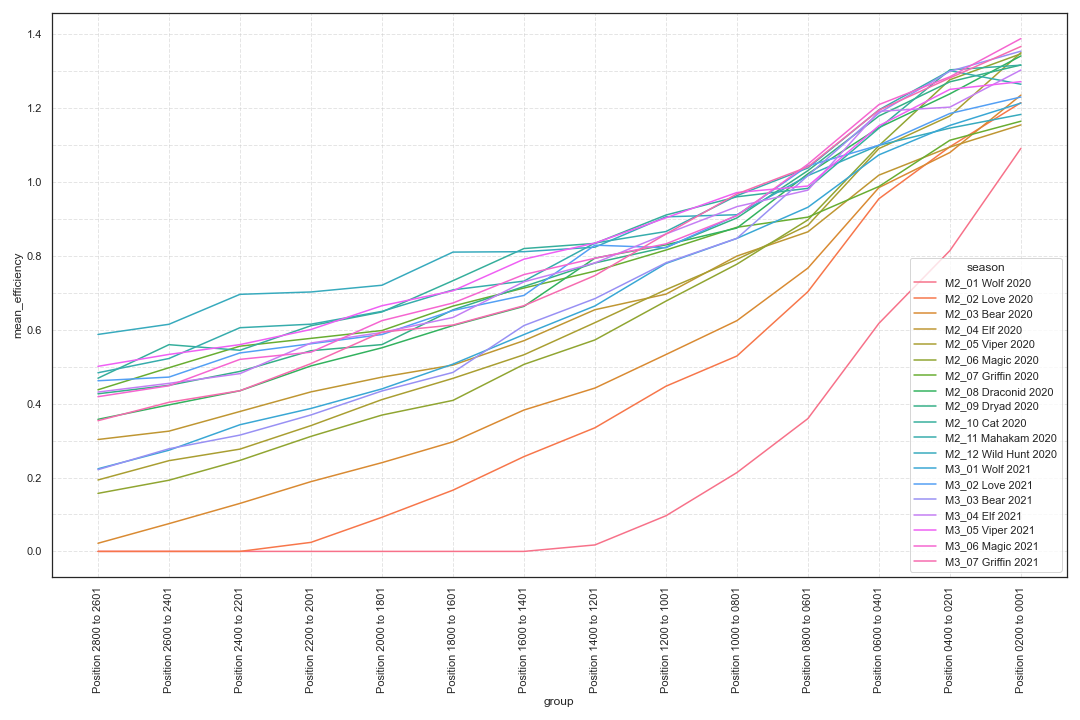 1.4
1.2
1.0
0.8
0.6
0.4
0.2
0.0
mean_efficiency
season
M2_01 Wolf 2020
M2_02 Love 2020
M2_03 Bear 2020
M2_04 Elf 2020
M2_05 Viper 2020
M2_06 Magic 2020
M2_07 Griffin 2020
M2_08 Draconid 2020
M2_09 Dryad 2020
M2_10 Cat 2020
M2_11 Mahakam 2020
M2_12 Wild Hunt 2020
M3_01 Wolf 2021
M3_02 Love 2021
M3_03 Bear 2021
M3_04 Elf 2021
M3_05 Viper 2021
M3_06 Magic 2021
M3_07 Griffin 2021
Position 2800 to 2601
Position 2600 to 2401
Position 2400 to 2201
Position 2200 to 2001
Position 2000 to 1801
Position 1800 to 1601
Position 1600 to 1401
Position 1400 to 1201
Position 1200 to 1001
Position 1000 to 0801
Position 0800 to 0601
Position 0600 to 0401
Position 0400 to 0201
Position 0200 to 0001
group